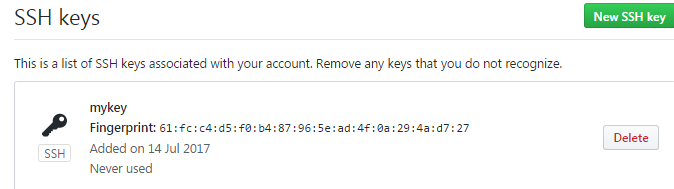 SSH keys
New SSH key
This is a list of SSH keys associated with your account. Remove any keys that you do not recognize.
mykey
Fingerprint: 61:fc:c4:d5:f0:b4:87:96:5e:ad:4f:0a:29:4a:d7:27
Delete
SSH
Added on 14 Jul 2017
Never used